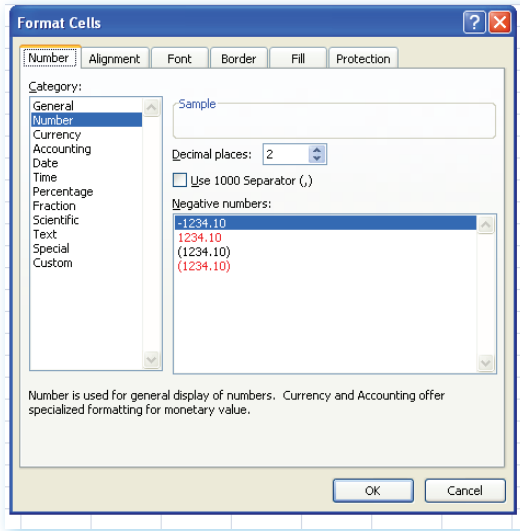 Format Cells
Number Alignment Font Border Fill Protection
Category:
General
Number
Currency
Accounting
Date
Time
Percentage
Fraction
Scientific
Text
Special
Custom
Sample
Decimal places: 2
Use 1000 Separator (,)
Negative numbers:
-1234.10
1234.10
(1234.10)
(1234.10)
Number is used for general display of numbers. Currency and Accounting offer
specialized formatting for monetary value.
OK Cancel